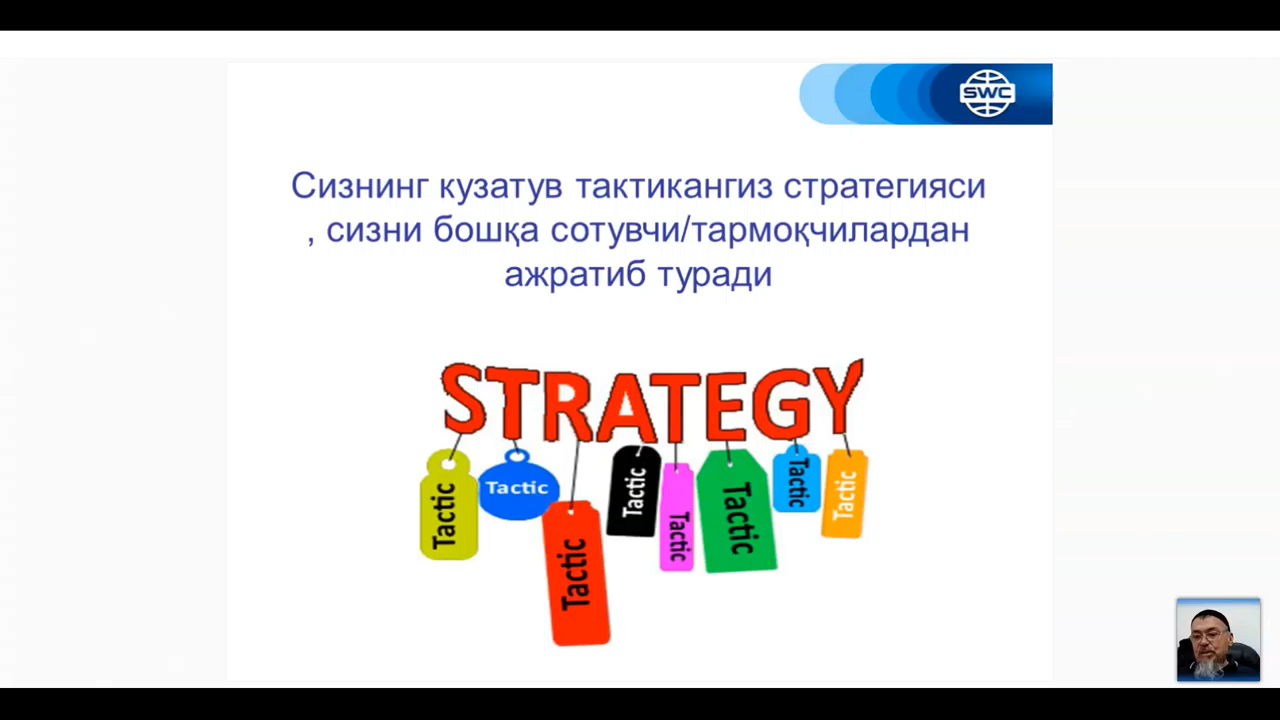 SWC
Сизнинг кузатув тактикангиз стратегияси
, сизни бошқа сотувчи/тармоқчилардан
ажратиб туради
STRATEGY
Tactic
Tactic
Tactic
Tactic
Tactic
Tactic
Tactic
Tactic